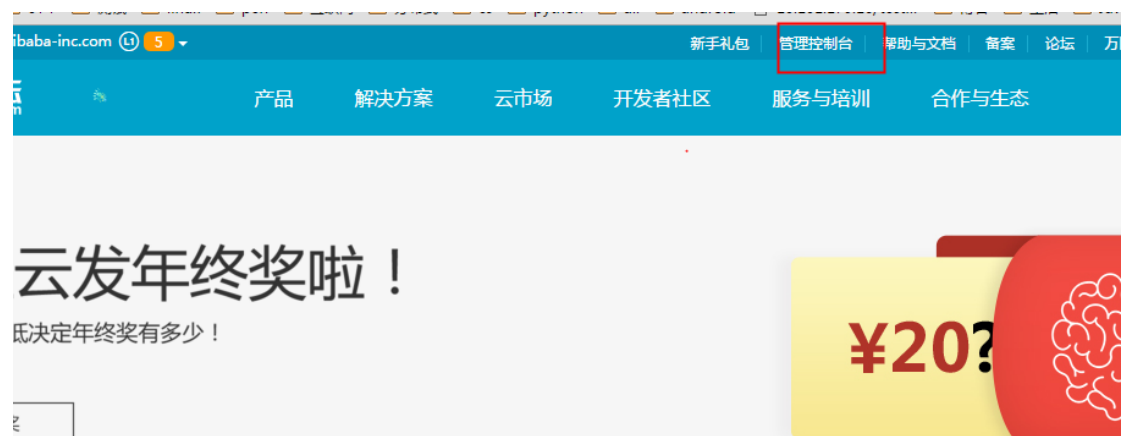 ibaba-inc.com L1 5 新手礼包 管理控制台 帮助与文档 备案 论坛
产品 解决方案 云市场 开发者社区 服务与培训 合作与生态
云发年终奖啦！
低决定年终奖有多少！
¥20?